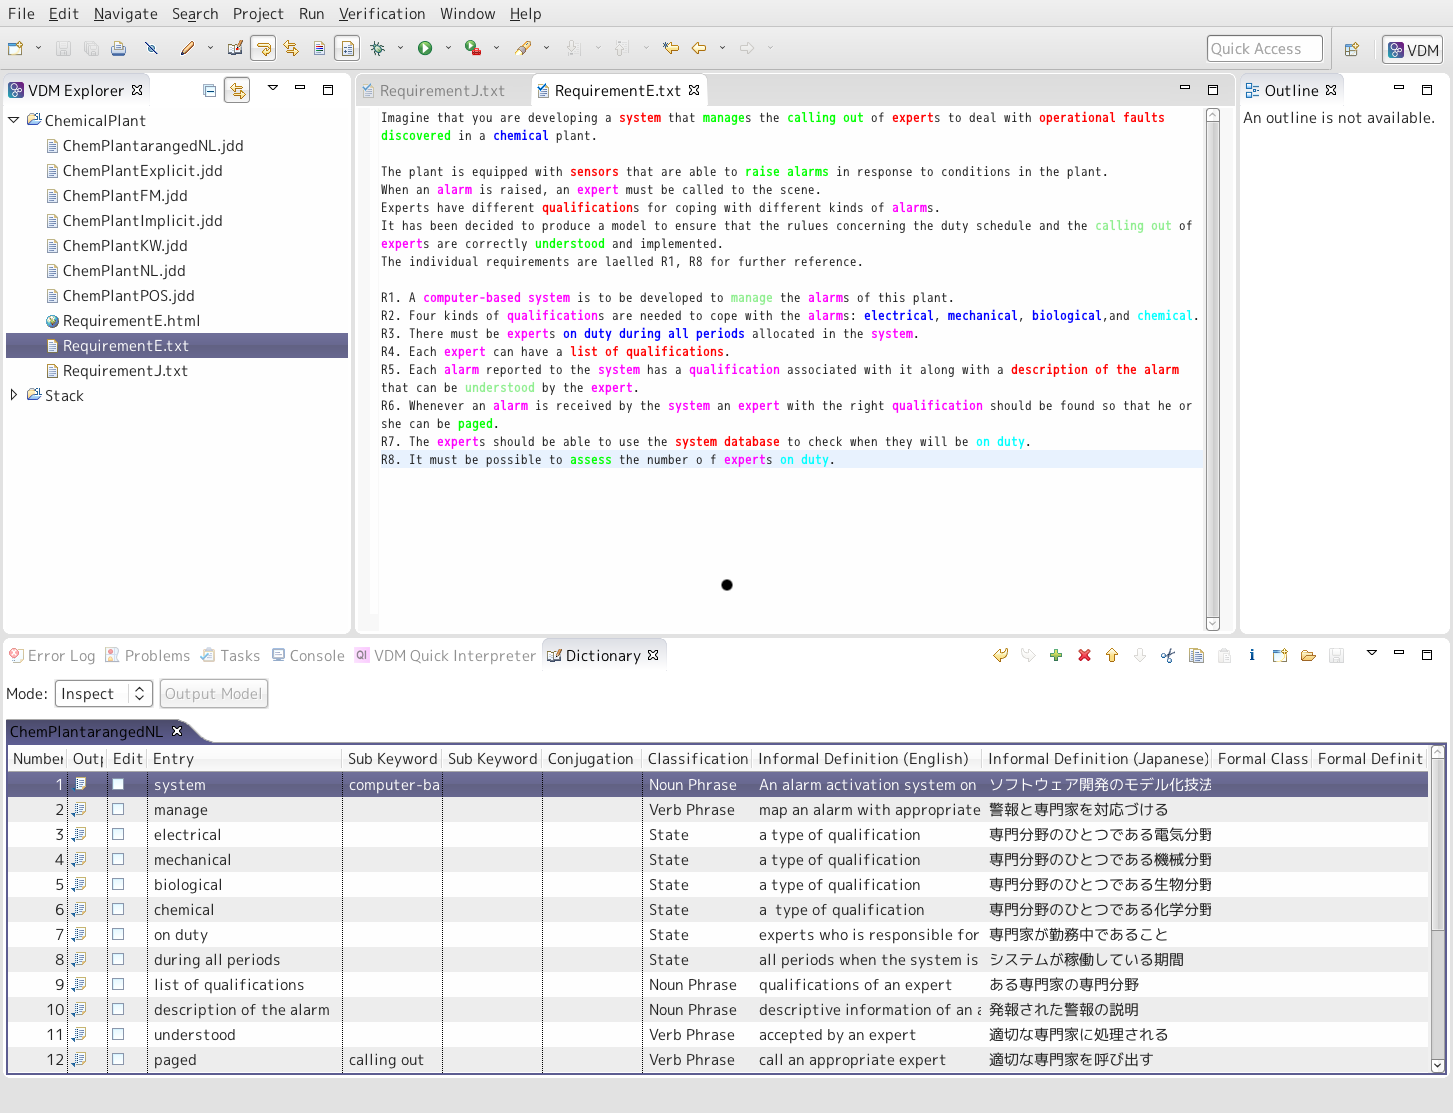 File Edit Navigate Search Project Run Verification Window Help
Quick Access
VDM
VDM Explorer
ChemicalPlant
ChemPlantarangedNL.jdd
ChemPlantExplicit.jdd
ChemPlantFM.jdd
ChemPlantImplicit.jdd
ChemPlantKW.jdd
ChemPlantNL.jdd
ChemPlantPOS.jdd
RequirementE.html
RequirementE.txt
RequirementJ.txt
Stack
RequirementJ.txt RequirementE.txt
Imagine that you are developing a system that manages the calling out of experts to deal with operational faults
discovered in a chemical plant.
The plant is equipped with sensors that are able to raise alarms in response to conditions in the plant.
When an alarm is raised, an expert must be called to the scene.
Experts have different qualifications for coping with different kinds of alarms.
It has been decided to produce a model to ensure that the rulues concerning the duty schedule and the calling out of
experts are correctly understood and implemented.
The individual requirements are laelled R1, R8 for further reference.
R1. A computer-based system is to be developed to manage the alarms of this plant.
R2. Four kinds of qualifications are needed to cope with the alarms: electrical, mechanical, biological,and chemical.
R3. There must be experts on duty during all periods allocated in the system.
R4. Each expert can have a list of qualifications.
R5. Each alarm reported to the system has a qualification associated with it along with a description of the alarm
that can be understood by the expert.
R6. Whenever an alarm is received by the system an expert with the right qualification should be found so that he or
she can be paged.
R7. The experts should be able to use the system database to check when they will be on duty.
R8. It must be possible to assess the number o f experts on duty.
Outline
An outline is not available.
Error Log Problems Tasks Console QI VDM Quick Interpreter Dictionary
Mode: Inspect Output Model
ChemPlantarangedNL
Number Outp Edit Entry Sub Keyword Sub Keyword Conjugation Classification Informal Definition (English) Informal Definition (Japanese) Formal Class Formal Definit
1 system computer-ba Noun Phrase An alarm activation system on ソフトウェア開発のモデル化技法
2 manage Verb Phrase map an alarm with appropriate 警報と専門家を対応づける
3 electrical State a type of qualification 専門分野のひとつである電気分野
4 mechanical State a type of qualification 専門分野のひとつである機械分野
5 biological State a type of qualification 専門分野のひとつである生物分野
6 chemical State a  type of qualification 専門分野のひとつである化学分野
7 on duty State experts who is responsible for 専門家が勤務中であること
8 during all periods State all periods when the system is システムが稼働している期間
9 list of qualifications Noun Phrase qualifications of an expert ある専門家の専門分野
10 description of the alarm Noun Phrase descriptive information of an a 発報された警報の説明
11 understood Verb Phrase accepted by an expert 適切な専門家に処理される
12 paged calling out Verb Phrase call an appropriate expert 適切な専門家を呼び出す